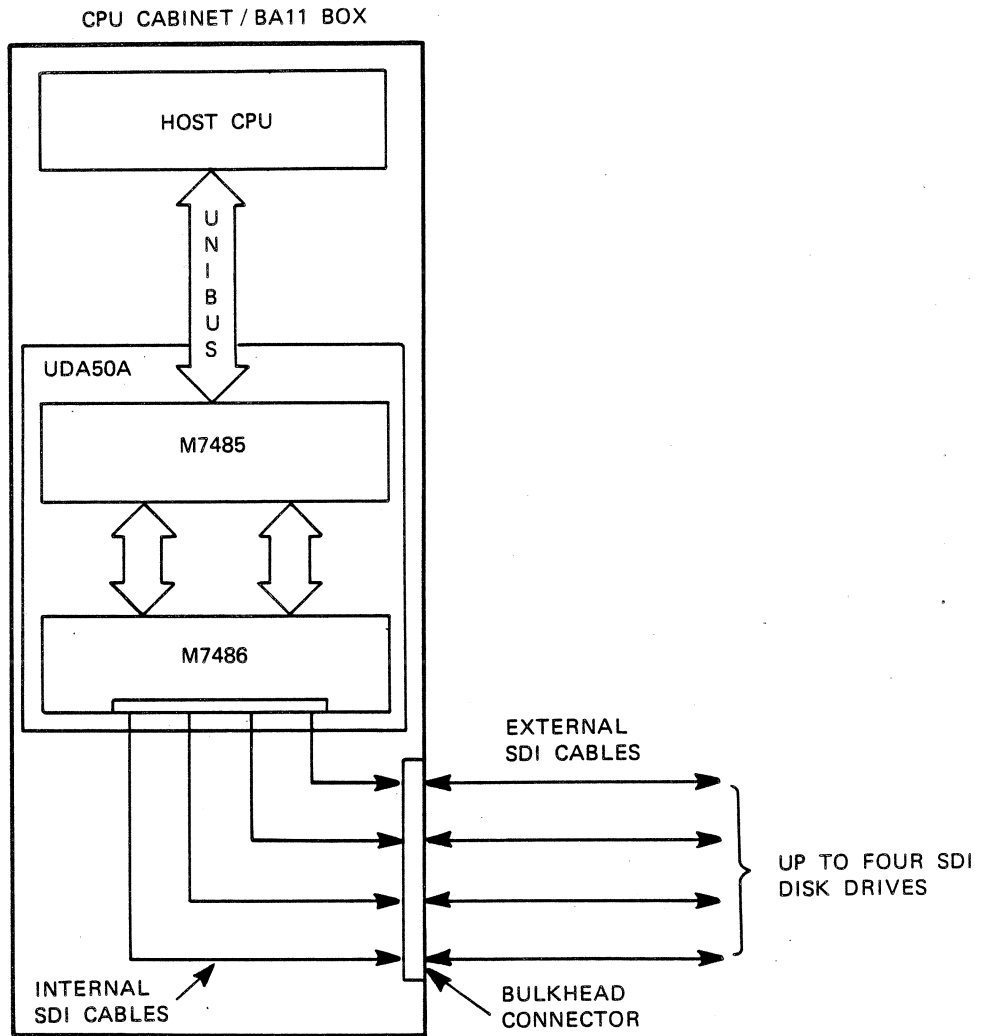 CPU CABINET / BA11 BOX
HOST CPU
UNIBUS
UDA50A
M7485
M7486
EXTERNAL
SDI CABLES
UP TO FOUR SDI
DISK DRIVES
INTERNAL
SDI CABLES
BULKHEAD
CONNECTOR